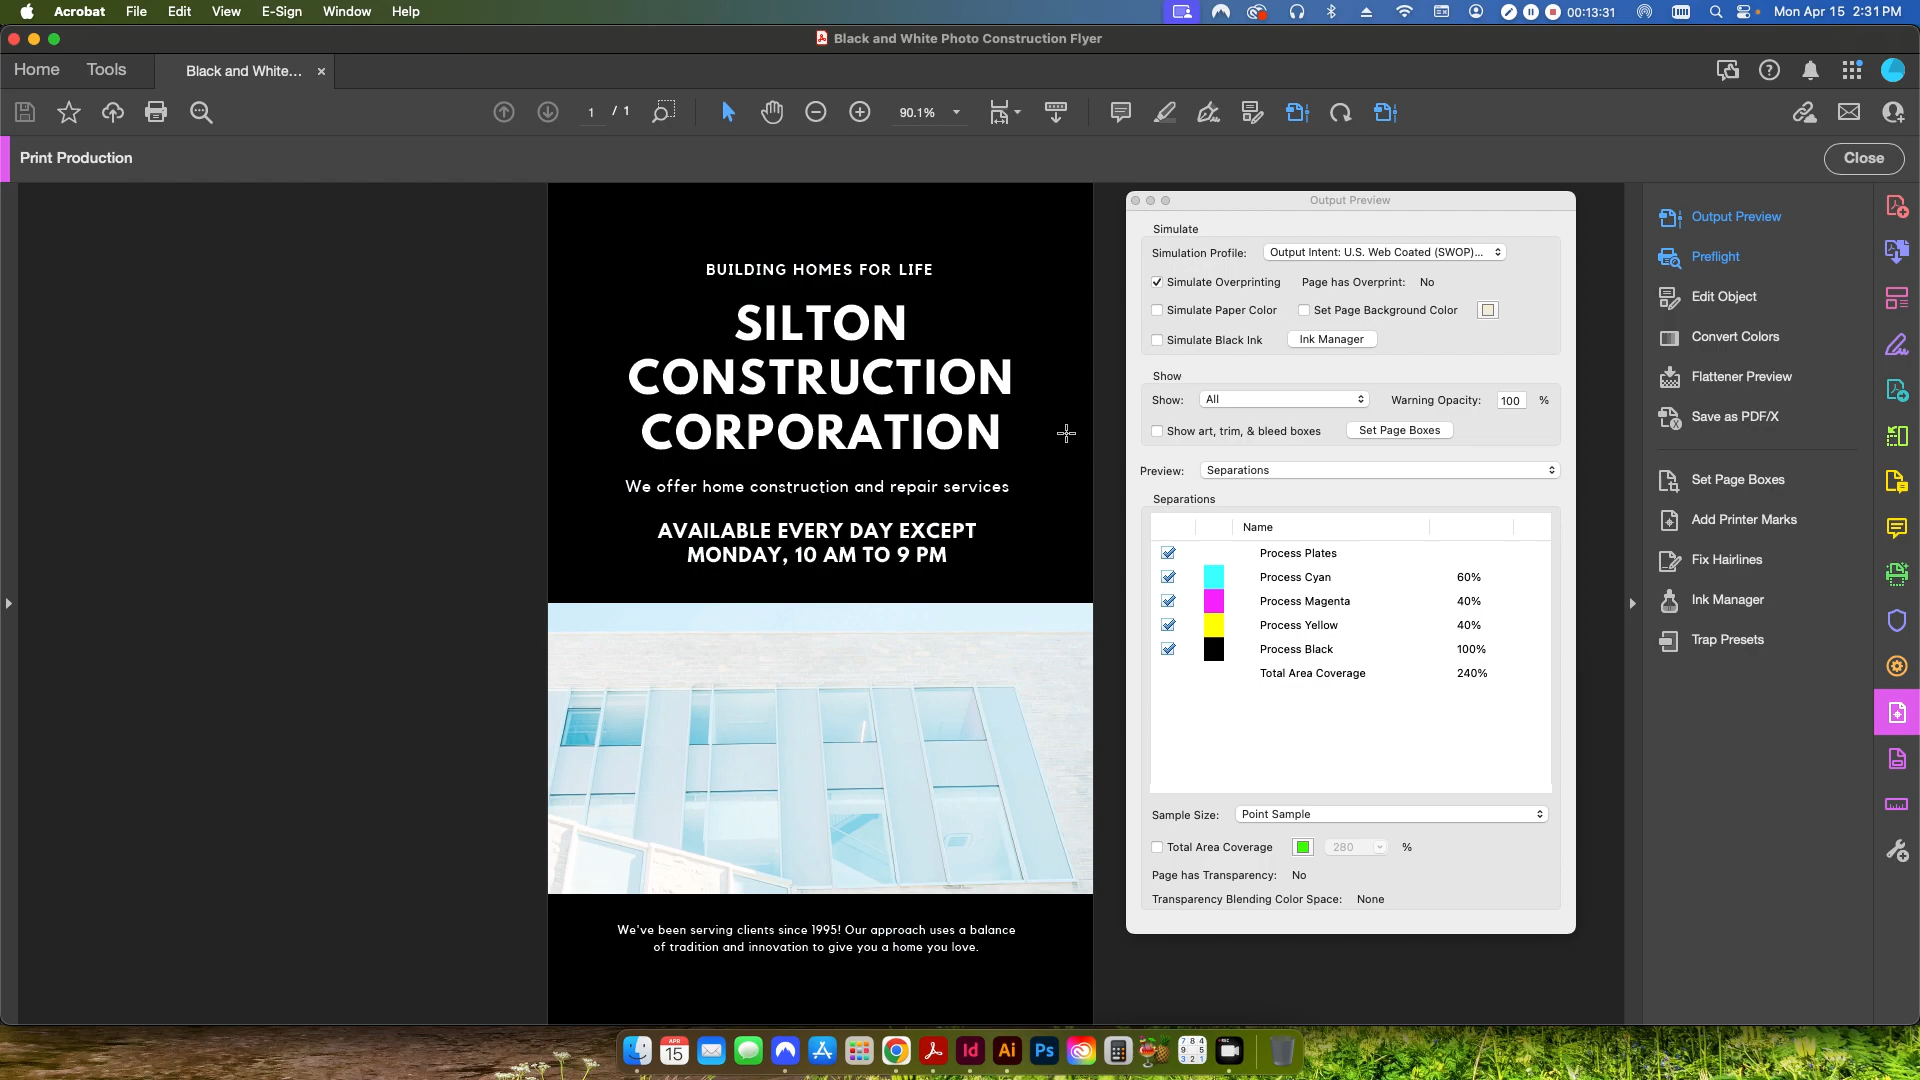 Acrobat File Edit View E-Sign Window Help 00:13:31 Mon Apr 15 2:31 PM
Black and White Photo Construction Flyer
Home Tools Black and White... ×
1 / 1 90.1%
Print Production Close
BUILDING HOMES FOR LIFE
SILTON
CONSTRUCTION
CORPORATION
We offer home construction and repair services
AVAILABLE EVERY DAY EXCEPT
MONDAY, 10 AM TO 9 PM
We've been serving clients since 1995! Our approach uses a balance
of tradition and innovation to give you a home you love.
Output Preview
Simulate
Simulation Profile: Output Intent: U.S. Web Coated (SWOP)...
Simulate Overprinting Page has Overprint: No
Simulate Paper Color Set Page Background Color
Simulate Black Ink Ink Manager
Show
Show: All Warning Opacity: 100 %
Show art, trim, & bleed boxes Set Page Boxes
Preview: Separations
Separations
Name
Process Plates
Process Cyan 60%
Process Magenta 40%
Process Yellow 40%
Process Black 100%
Total Area Coverage 240%
Sample Size: Point Sample
Total Area Coverage 280 %
Page has Transparency: No
Transparency Blending Color Space: None
Output Preview
Preflight
Edit Object
Convert Colors
Flattener Preview
Save as PDF/X
Set Page Boxes
Add Printer Marks
Fix Hairlines
Ink Manager
Trap Presets
APR
15
Id Ai Ps